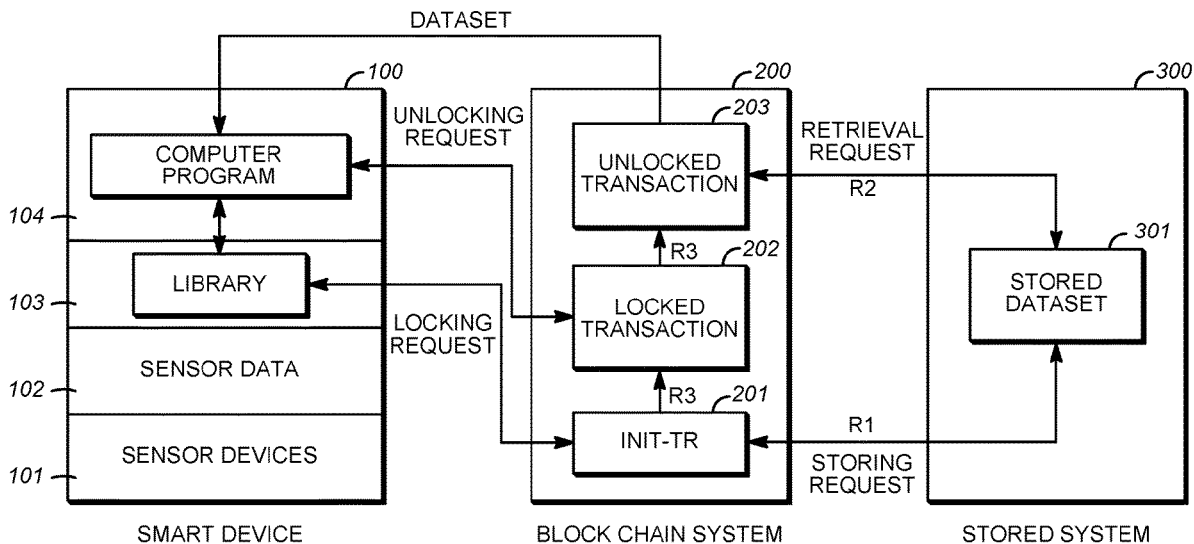 DATASET
100
200
300
203
UNLOCKING
REQUEST
RETRIEVAL
REQUEST
COMPUTER
PROGRAM
UNLOCKED
TRANSACTION
R2
104
R3
202
301
LIBRARY
STORED
DATASET
103
LOCKED
TRANSACTION
LOCKING
REQUEST
SENSOR DATA
102
R3
201
INIT-TR
R1
SENSOR DEVICES
STORING
REQUEST
101
SMART DEVICE
BLOCK CHAIN SYSTEM
STORED SYSTEM